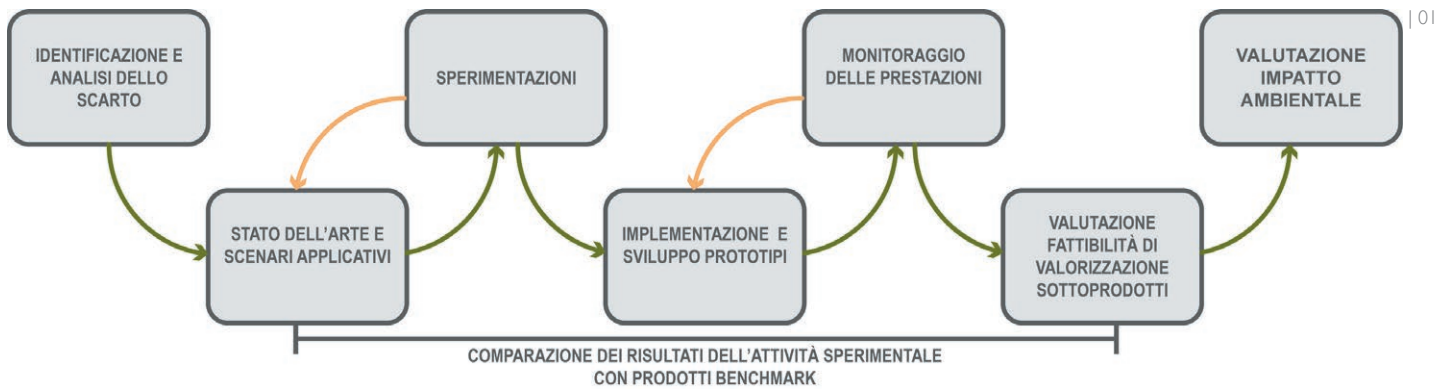 IDENTIFICAZIONE E
ANALISI DELLO
SCARTO
STATO DELL'ARTE E
SCENARI APPLICATIVI
SPERIMENTAZIONI
IMPLEMENTAZIONE E
SVILUPPO PROTOTIPI
MONITORAGGIO
DELLE PRESTAZIONI
VALUTAZIONE
FATTIBILITÀ DI
VALORIZZAZIONE
SOTTOPRODOTTI
VALUTAZIONE
IMPATTO
AMBIENTALE
| 01
COMPARAZIONE DEI RISULTATI DELL'ATTIVITÀ SPERIMENTALE
CON PRODOTTI BENCHMARK